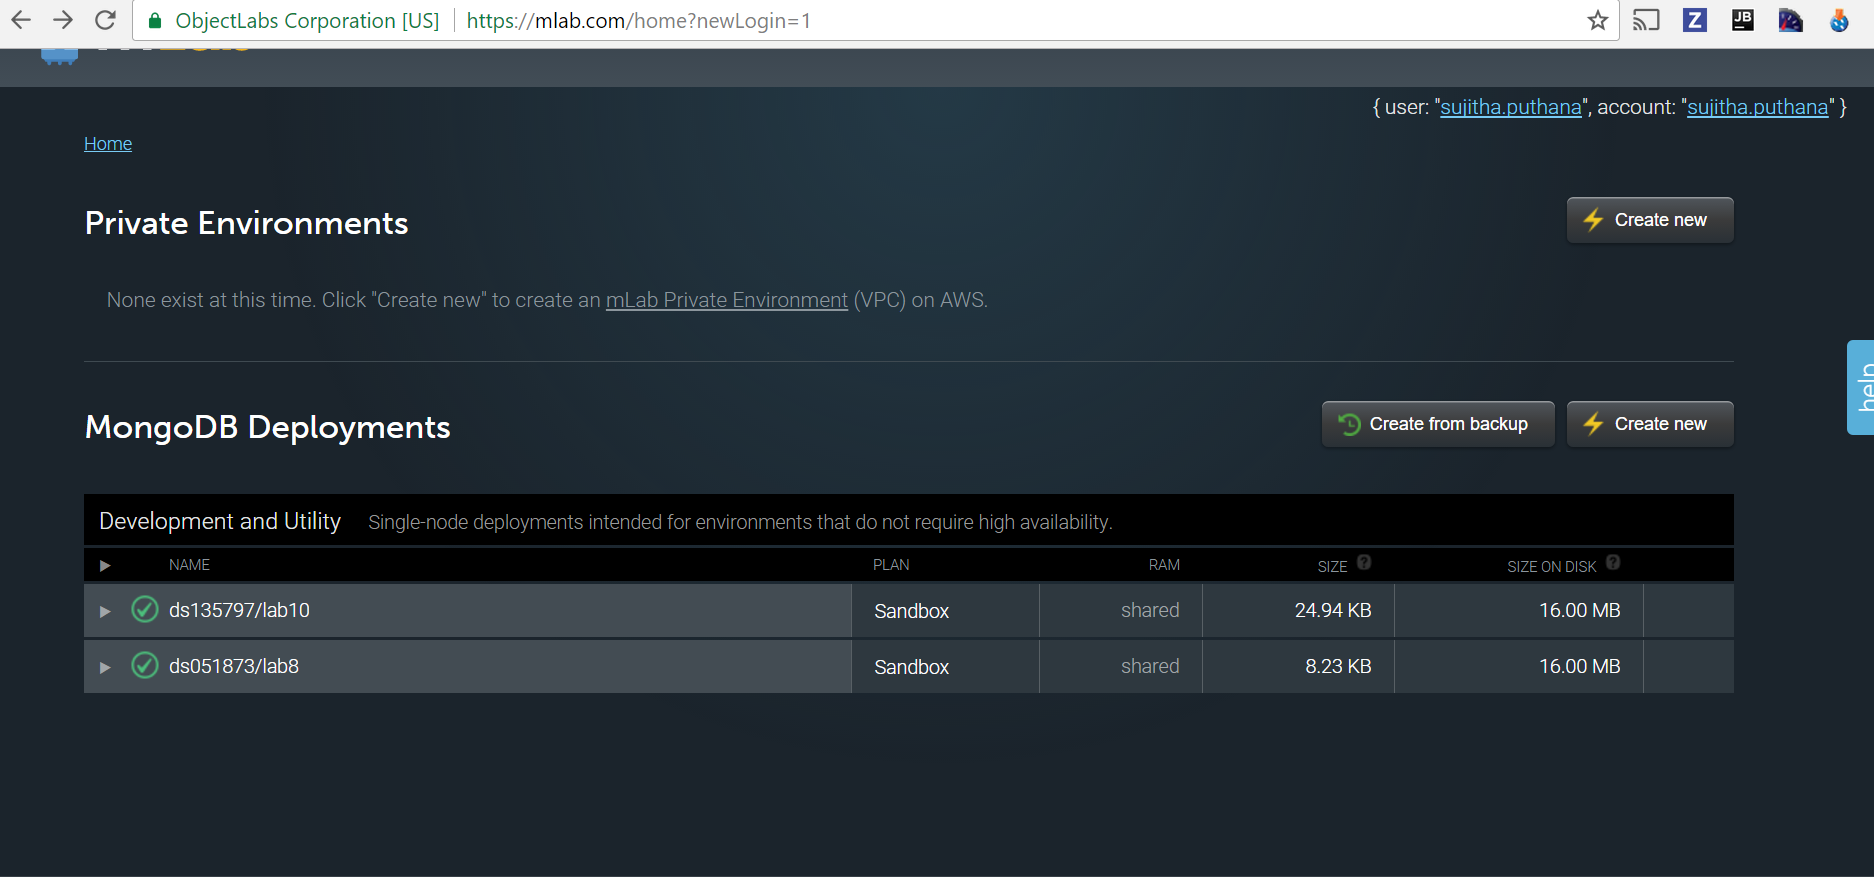 ObjectLabs Corporation [US] https://mlab.com/home?newLogin=1
Z JB
{ user: "sujitha.puthana", account: "sujitha.puthana" }
Home
Private Environments
Create new
None exist at this time. Click "Create new" to create an mLab Private Environment (VPC) on AWS.
help
MongoDB Deployments
Create from backup
Create new
Development and Utility Single-node deployments intended for environments that do not require high availability.
NAME PLAN RAM SIZE ? SIZE ON DISK ?
ds135797/lab10 Sandbox shared 24.94 KB 16.00 MB
ds051873/lab8 Sandbox shared 8.23 KB 16.00 MB